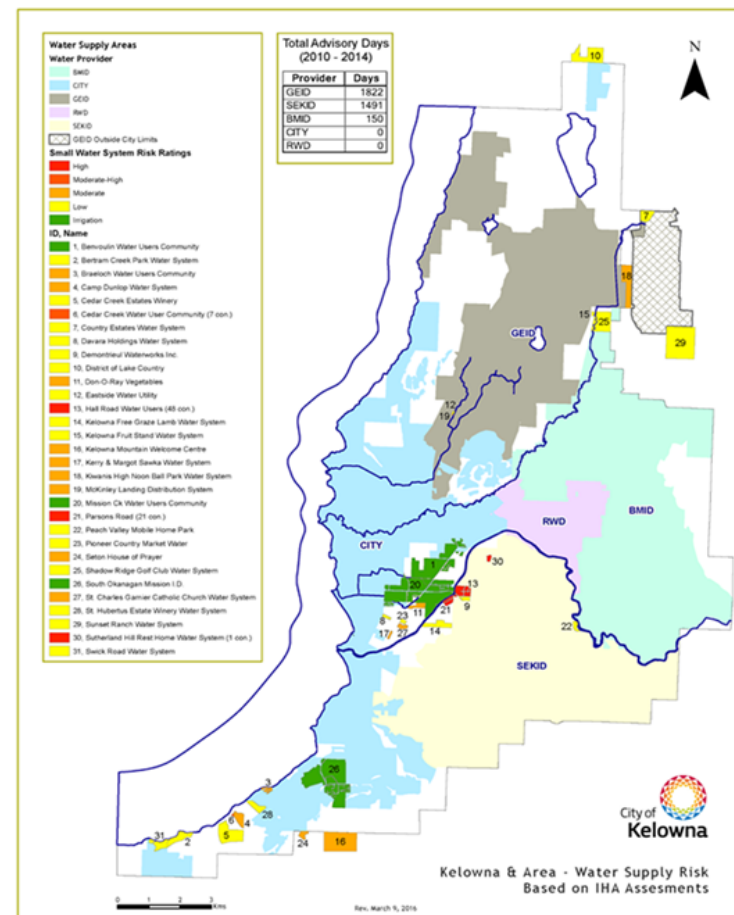 Water Supply Areas
Water Provider
BMID
CITY
GEID
RWD
SEKID
GEID Outside City Limits
Small Water System Risk Ratings
High
Moderate-High
Moderate
Low
Irrigation
ID, Name
1, Benvoulin Water Users Community
2, Bertram Creek Park Water System
3, Braeloch Water Users Community
4, Camp Dunlop Water System
5, Cedar Creek Estates Winery
6, Cedar Creek Water User Community (7 con.)
7, Country Estates Water System
8, Davara Holdings Water System
9, Demontrieul Waterworks Inc.
10, District of Lake Country
11, Don-O-Ray Vegetables
12, Eastside Water Utility
13, Hall Road Water Users (48 con.)
14, Kelowna Free Graze Lamb Water System
15, Kelowna Fruit Stand Water System
16, Kelowna Mountain Welcome Centre
17, Kerry & Margot Sawka Water System
18, Kiwanis High Noon Ball Park Water System
19, McKinley Landing Distribution System
20, Mission Ck Water Users Community
21, Parsons Road (21 con.)
22, Peach Valley Mobile Home Park
23, Pioneer Country Market Water
24, Seton House of Prayer
25, Shadow Ridge Golf Club Water System
26, South Okanagan Mission I.D.
27, St. Charles Garnier Catholic Church Water System
28, St. Hubertus Estate Winery Water System
29, Sunset Ranch Water System
30, Sutherland Hill Rest Home Water System (1 con.)
31, Swick Road Water System
Total Advisory Days
(2010 - 2014)
Provider Days
GEID 1822
SEKID 1491
BMID 150
CITY 0
RWD 0
N
10
7
18
15
25
29
GEID
12
19
BMID
RWD
CITY
1
30
20
13
11
21
9
23
8
14
22
17
27
SEKID
26
3
6
4
28
31
2
5
24
16
City of
Kelowna
Kelowna & Area - Water Supply Risk
Based on IHA Assesments
0 1 2 3
Kms
Rev. March 9, 2016